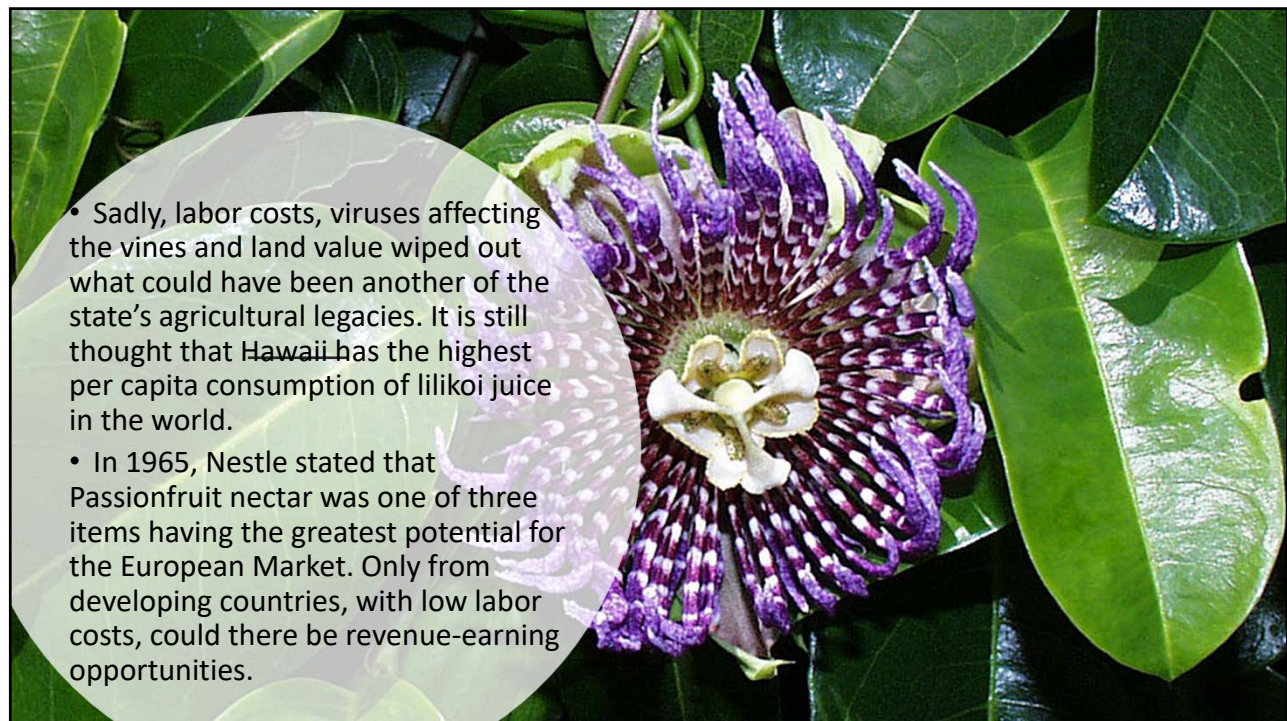 • Sadly, labor costs, viruses affecting
the vines and land value wiped out
what could have been another of the
state’s agricultural legacies. It is still
thought that Hawaii has the highest
per capita consumption of lilikoi juice
in the world.
• In 1965, Nestle stated that
Passionfruit nectar was one of three
items having the greatest potential for
the European Market. Only from
developing countries, with low labor
costs, could there be revenue-earning
opportunities.